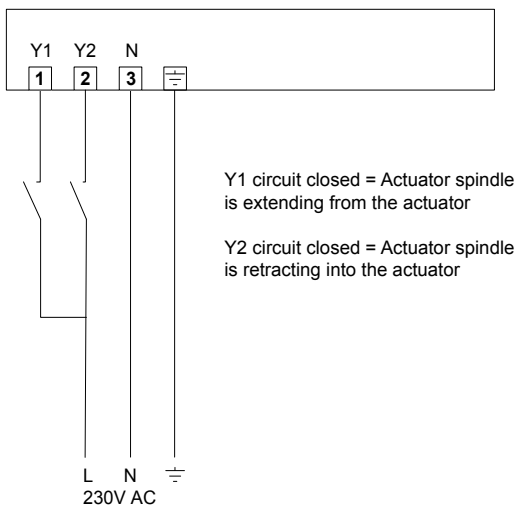 Y1 Y2 N
1 2 3
Y1 circuit closed = Actuator spindle
is extending from the actuator
Y2 circuit closed = Actuator spindle
is retracting into the actuator
L N
230V AC